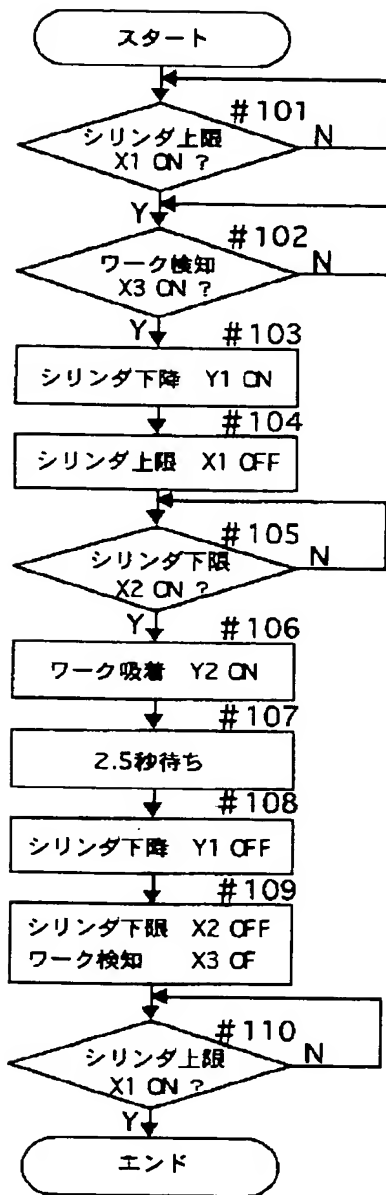 スタート
#101
シリンダ上限
X1 ON ?
N
Y
#102
ワーク検知
X3 ON ?
N
Y
#103
シリンダ下降 Y1 ON
#104
シリンダ上限 X1 OFF
#105
シリンダ下限
X2 ON ?
N
Y
#106
ワーク吸着 Y2 ON
#107
2.5秒待ち
#108
シリンダ下降 Y1 OFF
#109
シリンダ下限 X2 OFF
ワーク検知 X3 OF
#110
シリンダ上限
X1 ON ?
N
Y
エンド